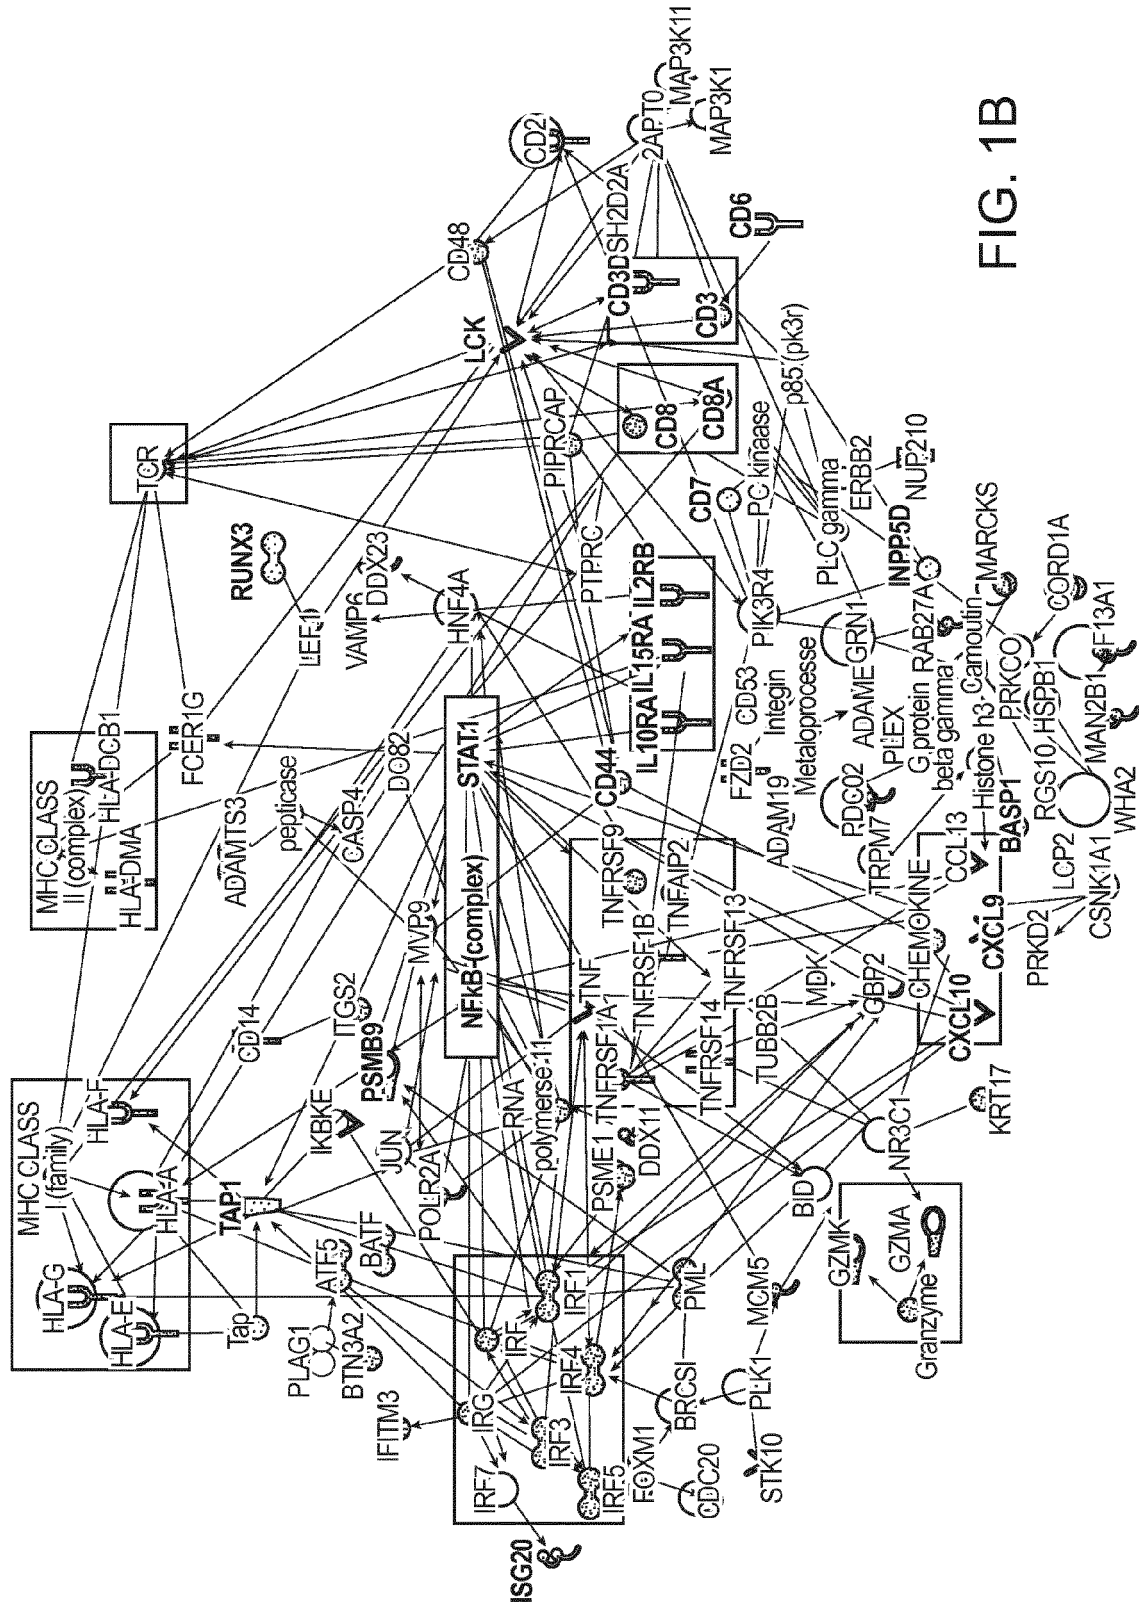 MHC CLASS
I (family)
MHC CLASS
II (complex)
HLA-G
HLA-E
HLA-A
HLA-F
HLA-DMA
HLA-DCB1
TCR
Tap
TAP1
CD14
ADAMTS3
FCER1G
RUNX3
PLAG1
BTN3A2
ATF5
BATF
IKBKE
ITGS2
PSMB9
pepticase
CASP4
LEF1
VAMP6
DDX23
IFITM3
JUN
POLR2A
MVP9
DO82
HNF4A
LCK
CD48
ISG20
IRF7
IRG
IRF
IRF3
IRF1
IRF4
IRF5
RNA
polymerse 11
NFkB-(complex)
STAT1
CD2
PIPRCAP
PTPRC
CD3D
SH2D2A
2APT0
MAP3K11
MAP3K1
PSME1
DDX11
TNF
TNFRSF1A
TNFRSF9
TNFRSF1B
TNFAIP2
TNFRSF14
TNFRSF13
CD44
IL10RA
IL15RA
IL2RB
CD8
CD8A
CD3
CD6
CD7
FOXM1
CDC20
BRCSI
PML
STK10
PLK1
MCM5
BID
TUBB2B
MDK
GBP2
FZD2
CD53
Integin
ADAM19
Metaloprocesse
PIK3R4
PC kinaase
p85 (pk3r)
GZMK
GZMA
Granzyme
NR3C1
KRT17
PDCO2
TRPM7
ADAME
PLEX
GRN1
PLC gamma
ERBB2
NUP210
INPP5D
CHEMOKINE
CCL13
CXCL10
CXCL9
BASP1
G protein
beta gamma
RAB27A
Histone h3
Camoutin
MARCKS
PRKD2
LCP2
RGS10
HSPB1
PRKCO
CORD1A
CSNK1A1
WHA2
MAN2B1
F13A1
FIG. 1B